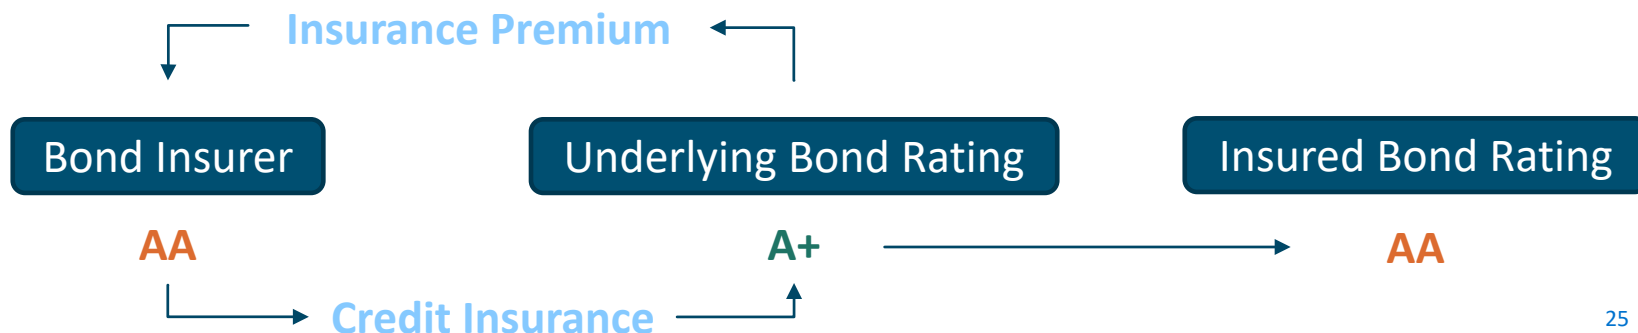 Insurance Premium
Bond Insurer
Underlying Bond Rating
Insured Bond Rating
AA
A+
AA
Credit Insurance
25